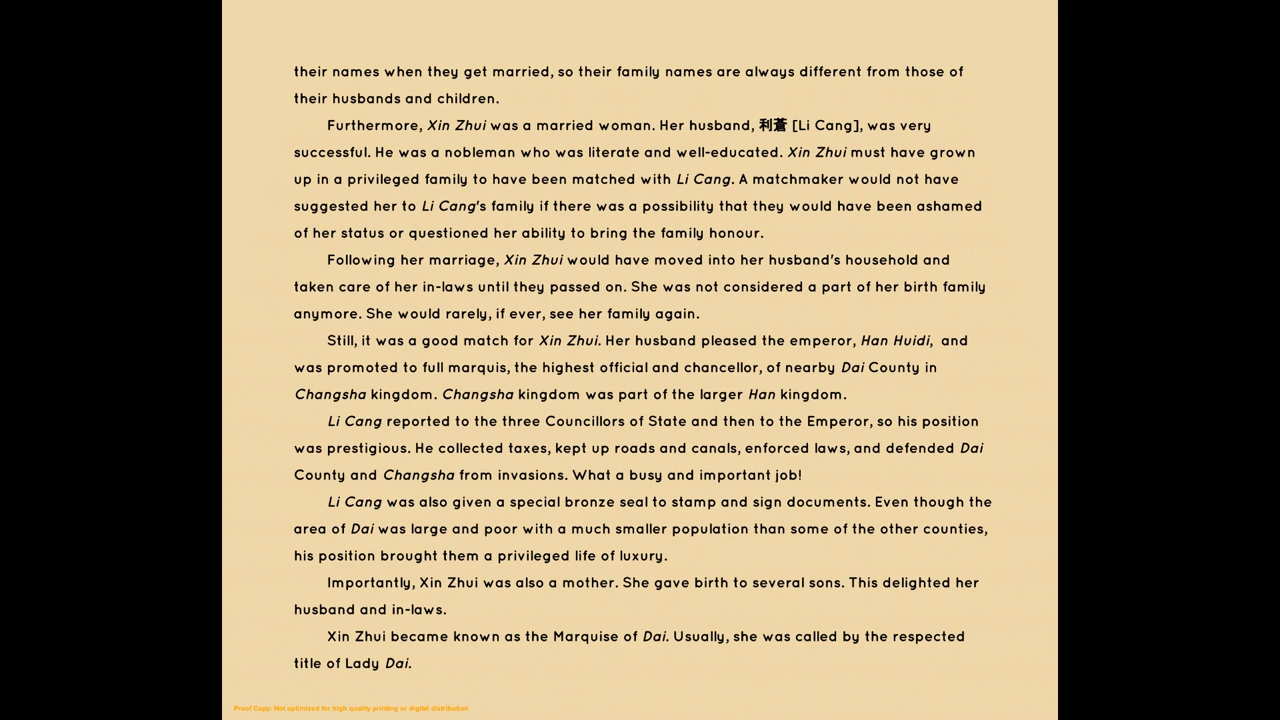 their names when they get married, so their family names are always different from those of
their husbands and children.
Furthermore, Xin Zhui was a married woman. Her husband, 利蒼 [Li Cang], was very
successful. He was a nobleman who was literate and well-educated. Xin Zhui must have grown
up in a privileged family to have been matched with Li Cang. A matchmaker would not have
suggested her to Li Cang's family if there was a possibility that they would have been ashamed
of her status or questioned her ability to bring the family honour.
Following her marriage, Xin Zhui would have moved into her husband's household and
taken care of her in-laws until they passed on. She was not considered a part of her birth family
anymore. She would rarely, if ever, see her family again.
Still, it was a good match for Xin Zhui. Her husband pleased the emperor, Han Huidi, and
was promoted to full marquis, the highest official and chancellor, of nearby Dai County in
Changsha kingdom. Changsha kingdom was part of the larger Han kingdom.
Li Cang reported to the three Councillors of State and then to the Emperor, so his position
was prestigious. He collected taxes, kept up roads and canals, enforced laws, and defended Dai
County and Changsha from invasions. What a busy and important job!
Li Cang was also given a special bronze seal to stamp and sign documents. Even though the
area of Dai was large and poor with a much smaller population than some of the other counties,
his position brought them a privileged life of luxury.
Importantly, Xin Zhui was also a mother. She gave birth to several sons. This delighted her
husband and in-laws.
Xin Zhui became known as the Marquise of Dai. Usually, she was called by the respected
title of Lady Dai.
Proof Copy: Not optimized for high quality printing or digital distribution